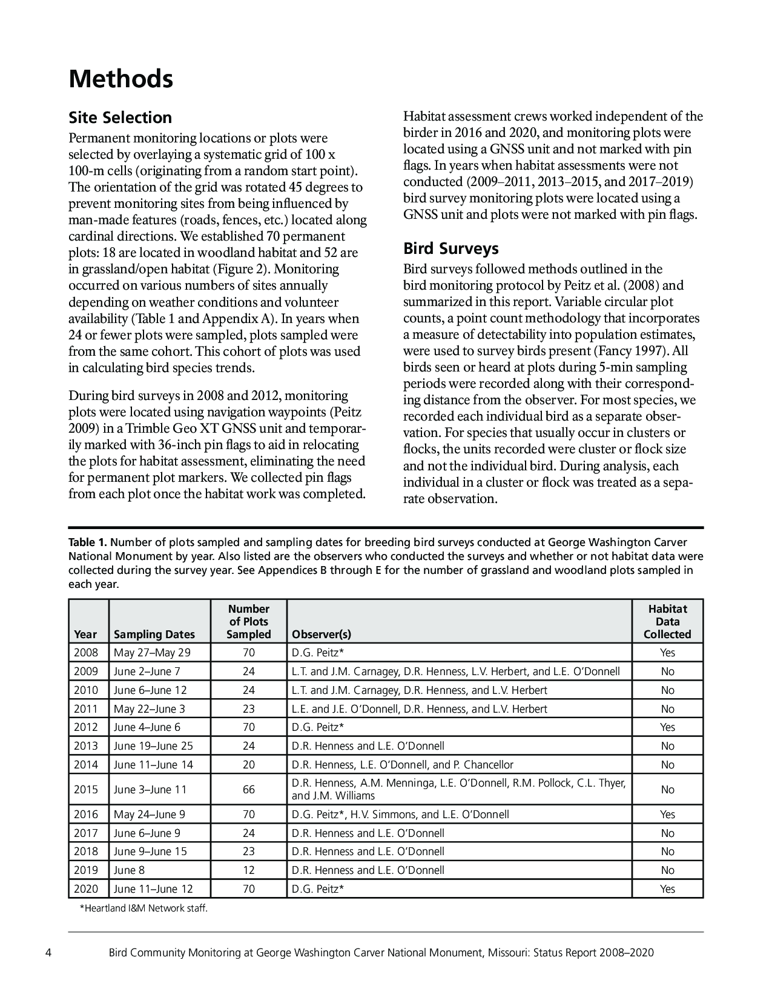 Methods
Site Selection
Permanent monitoring locations or plots were
selected by overlaying a systematic grid of 100 x
100-m cells (originating from a random start point).
The orientation of the grid was rotated 45 degrees to
prevent monitoring sites from being influenced by
man-made features (roads, fences, etc.) located along
cardinal directions. We established 70 permanent
plots: 18 are located in woodland habitat and 52 are
in grassland/open habitat (Figure 2). Monitoring
occurred on various numbers of sites annually
depending on weather conditions and volunteer
availability (Table 1 and Appendix A). In years when
24 or fewer plots were sampled, plots sampled were
from the same cohort. This cohort of plots was used
in calculating bird species trends.
During bird surveys in 2008 and 2012, monitoring
plots were located using navigation waypoints (Peitz
2009) in a Trimble Geo XT GNSS unit and temporar-
ily marked with 36-inch pin flags to aid in relocating
the plots for habitat assessment, eliminating the need
for permanent plot markers. We collected pin flags
from each plot once the habitat work was completed.
Habitat assessment crews worked independent of the
birder in 2016 and 2020, and monitoring plots were
located using a GNSS unit and not marked with pin
flags. In years when habitat assessments were not
conducted (2009–2011, 2013–2015, and 2017–2019)
bird survey monitoring plots were located using a
GNSS unit and plots were not marked with pin flags.
Bird Surveys
Bird surveys followed methods outlined in the
bird monitoring protocol by Peitz et al. (2008) and
summarized in this report. Variable circular plot
counts, a point count methodology that incorporates
a measure of detectability into population estimates,
were used to survey birds present (Fancy 1997). All
birds seen or heard at plots during 5-min sampling
periods were recorded along with their correspond-
ing distance from the observer. For most species, we
recorded each individual bird as a separate obser-
vation. For species that usually occur in clusters or
flocks, the units recorded were cluster or flock size
and not the individual bird. During analysis, each
individual in a cluster or flock was treated as a sepa-
rate observation.
Table 1. Number of plots sampled and sampling dates for breeding bird surveys conducted at George Washington Carver
National Monument by year. Also listed are the observers who conducted the surveys and whether or not habitat data were
collected during the survey year. See Appendices B through E for the number of grassland and woodland plots sampled in
each year.
Year Sampling Dates Number of Plots Sampled Observer(s) Habitat Data Collected
2008 May 27–May 29 70 D.G. Peitz* Yes
2009 June 2–June 7 24 L.T. and J.M. Carnagey, D.R. Henness, L.V. Herbert, and L.E. O’Donnell No
2010 June 6–June 12 24 L.T. and J.M. Carnagey, D.R. Henness, and L.V. Herbert No
2011 May 22–June 3 23 L.E. and J.E. O’Donnell, D.R. Henness, and L.V. Herbert No
2012 June 4–June 6 70 D.G. Peitz* Yes
2013 June 19–June 25 24 D.R. Henness and L.E. O’Donnell No
2014 June 11–June 14 20 D.R. Henness, L.E. O’Donnell, and P. Chancellor No
2015 June 3–June 11 66 D.R. Henness, A.M. Menninga, L.E. O’Donnell, R.M. Pollock, C.L. Thyer, and J.M. Williams No
2016 May 24–June 9 70 D.G. Peitz*, H.V. Simmons, and L.E. O’Donnell Yes
2017 June 6–June 9 24 D.R. Henness and L.E. O’Donnell No
2018 June 9–June 15 23 D.R. Henness and L.E. O’Donnell No
2019 June 8 12 D.R. Henness and L.E. O’Donnell No
2020 June 11–June 12 70 D.G. Peitz* Yes
*Heartland I&M Network staff.
4 Bird Community Monitoring at George Washington Carver National Monument, Missouri: Status Report 2008–2020